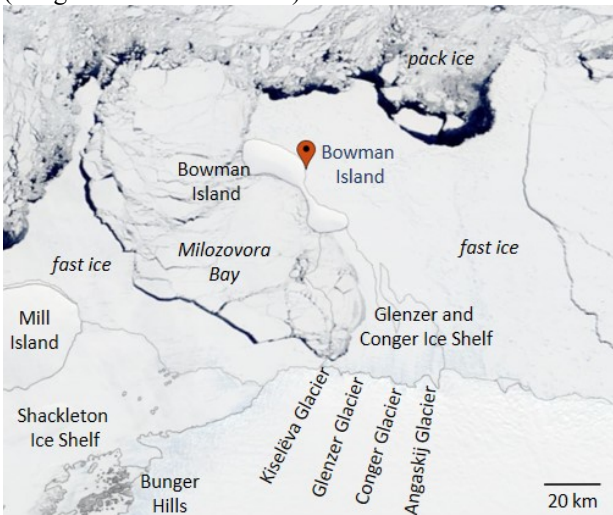 pack ice
Bowman
Island
Bowman
Island
Milozovora
Bay
fast ice
fast ice
Mill
Island
Glenzer and
Conger Ice Shelf
Shackleton
Ice Shelf
Kiselëva Glacier
Glenzer Glacier
Conger Glacier
Angaskij Glacier
Bunger
Hills
20 km